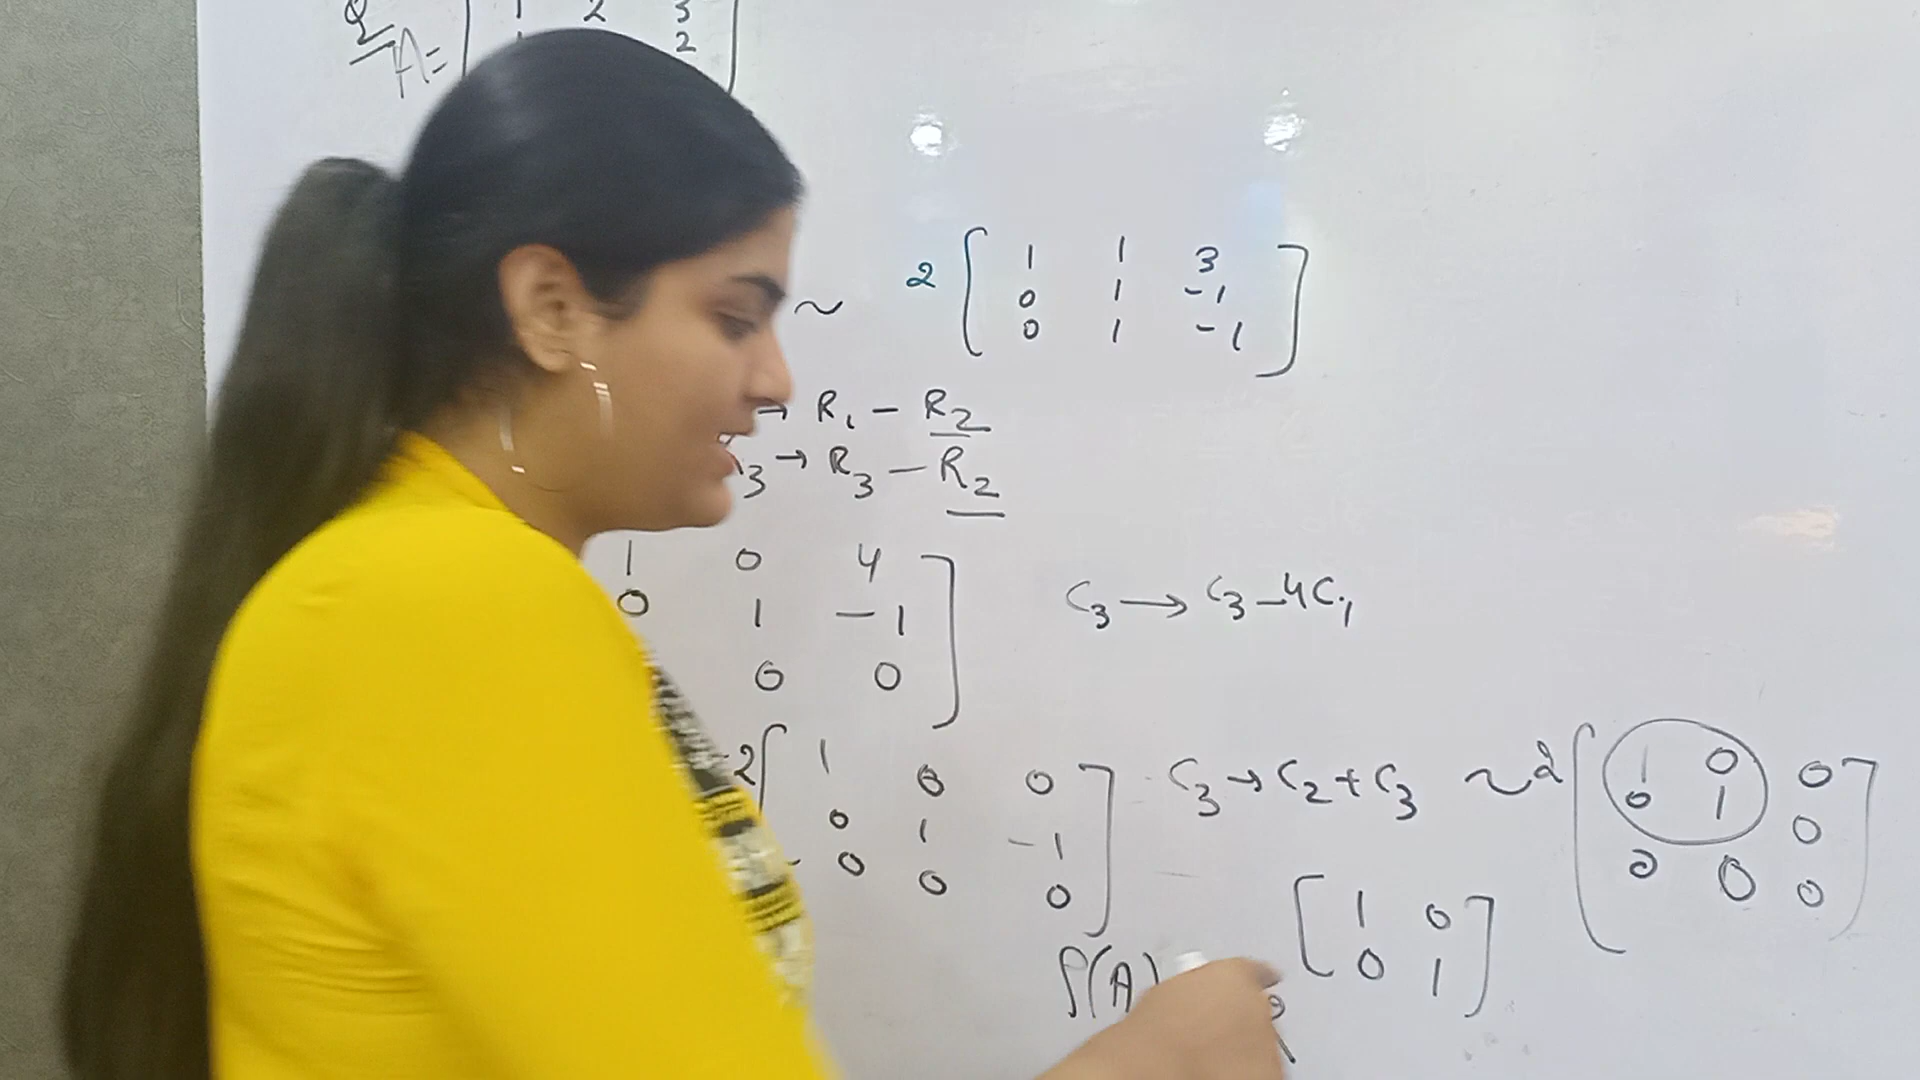 Q
1 2 3
A= 2
~ 2 [ 1 1 3
0 1 -1
0 1 -1 ]
→ R₁ - R₂
3 → R₃ - R₂
1 0 4
0 1 -1
0 0 ]
C₃ → C₃ - 4C₁
2 [ 1 0 0
0 1 -1
0 0 0 ]
C₃ → C₂ + C₃
~ 2 [ 1 0 0
0 1 0
0 0 0 ]
[ 1 0
0 1 ]
ρ(A)